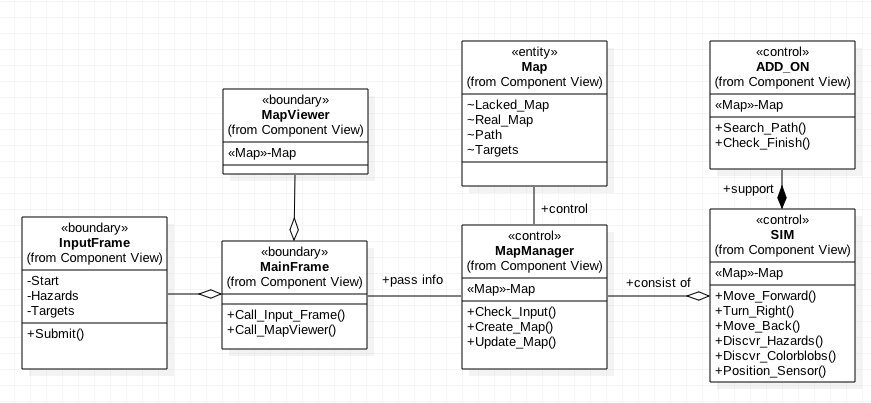 «boundary»
InputFrame
(from Component View)
-Start
-Hazards
-Targets
+Submit()
«boundary»
MapViewer
(from Component View)
«Map»-Map
«boundary»
MainFrame
(from Component View)
+Call_Input_Frame()
+Call_MapViewer()
+pass info
«entity»
Map
(from Component View)
~Lacked_Map
~Real_Map
~Path
~Targets
+control
«control»
MapManager
(from Component View)
«Map»-Map
+Check_Input()
+Create_Map()
+Update_Map()
+consist of
«control»
ADD_ON
(from Component View)
«Map»-Map
+Search_Path()
+Check_Finish()
+support
«control»
SIM
(from Component View)
«Map»-Map
+Move_Forward()
+Turn_Right()
+Move_Back()
+Discvr_Hazards()
+Discvr_Colorblobs()
+Position_Sensor()